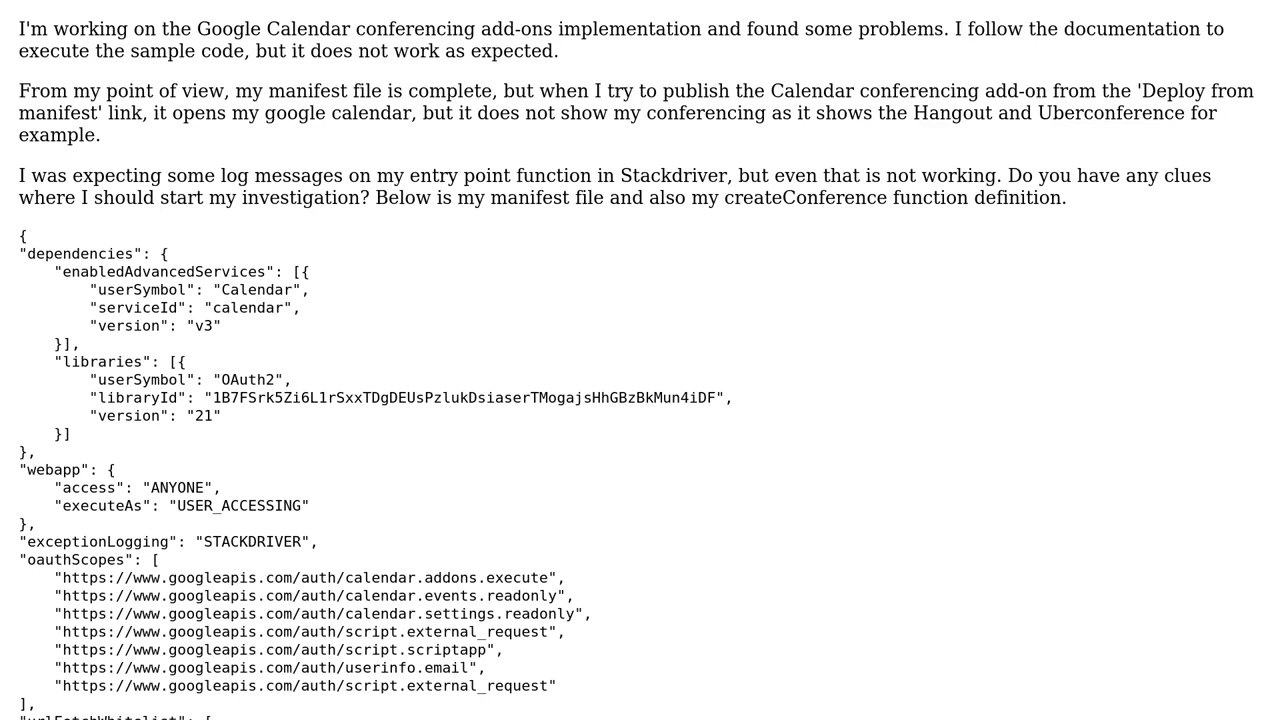 I'm working on the Google Calendar conferencing add-ons implementation and found some problems. I follow the documentation to
execute the sample code, but it does not work as expected.
From my point of view, my manifest file is complete, but when I try to publish the Calendar conferencing add-on from the 'Deploy from
manifest' link, it opens my google calendar, but it does not show my conferencing as it shows the Hangout and Uberconference for
example.
I was expecting some log messages on my entry point function in Stackdriver, but even that is not working. Do you have any clues
where I should start my investigation? Below is my manifest file and also my createConference function definition.
{
"dependencies": {
    "enabledAdvancedServices": [{
        "userSymbol": "Calendar",
        "serviceId": "calendar",
        "version": "v3"
    }],
    "libraries": [{
        "userSymbol": "OAuth2",
        "libraryId": "1B7FSrk5Zi6L1rSxxTDgDEUsPzlukDsiaserTMogajsHhGBzBkMun4iDF",
        "version": "21"
    }]
},
"webapp": {
    "access": "ANYONE",
    "executeAs": "USER_ACCESSING"
},
"exceptionLogging": "STACKDRIVER",
"oauthScopes": [
    "https://www.googleapis.com/auth/calendar.addons.execute",
    "https://www.googleapis.com/auth/calendar.events.readonly",
    "https://www.googleapis.com/auth/calendar.settings.readonly",
    "https://www.googleapis.com/auth/script.external_request",
    "https://www.googleapis.com/auth/script.scriptapp",
    "https://www.googleapis.com/auth/userinfo.email",
    "https://www.googleapis.com/auth/script.external_request"
],
"urlFetchWhitelist": [